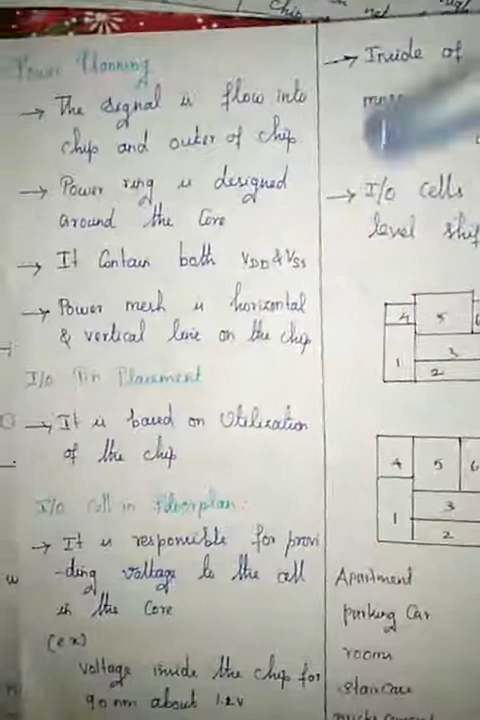 Power Planning
→ The signal is flow into
chip and outer of chip
→ Power ring is designed
around the Core
→ It Contain both VDD & VSS
→ Power mesh is horizontal
& vertical line on the chip
I/o Pin Placement
→ It is based on Utilization
of the chip
I/o Cell in Floorplan:
→ It is responsible for provi
-ding voltage to the cell
in the Core
(ex)
voltage inside the chip for
90 nm about 1.2v
→ Inside of
→ I/o cells
level shif
4 5 6
3
1 2
4 5 6
3
1 2
Apartment
parking Car
room
staircase